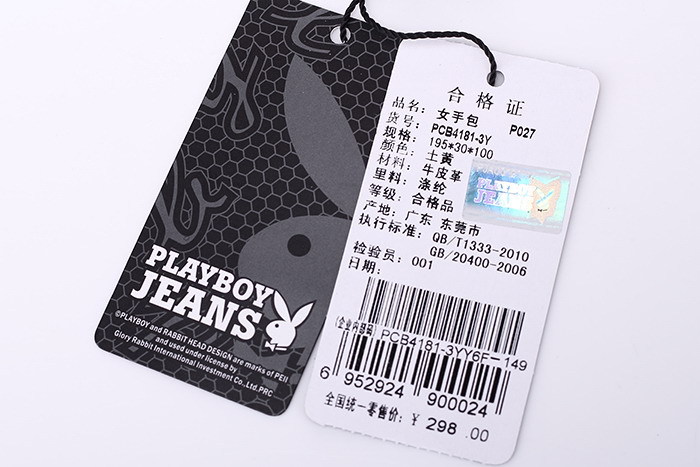 PLAYBOY
JEANS
©PLAYBOY and RABBIT HEAD DESIGN are marks of PEII
and used under license by
Glory Rabbit International Investment Co.,Ltd.PRC
合格证
品名: 女手包 P027
货号: PCB4181-3Y
规格: 195*30*100
颜色: 土黄
材料: 牛皮革
里料: 涤纶
等级: 合格品
产地: 广东 东莞市
执行标准: QB/T1333-2010
GB/20400-2006
检验员: 001
日期:
PLAYBOY
JEANS
(企业内容码) PCB4181-3YY6F-149
6 952924 900024
全国统一零售价: ¥ 298.00